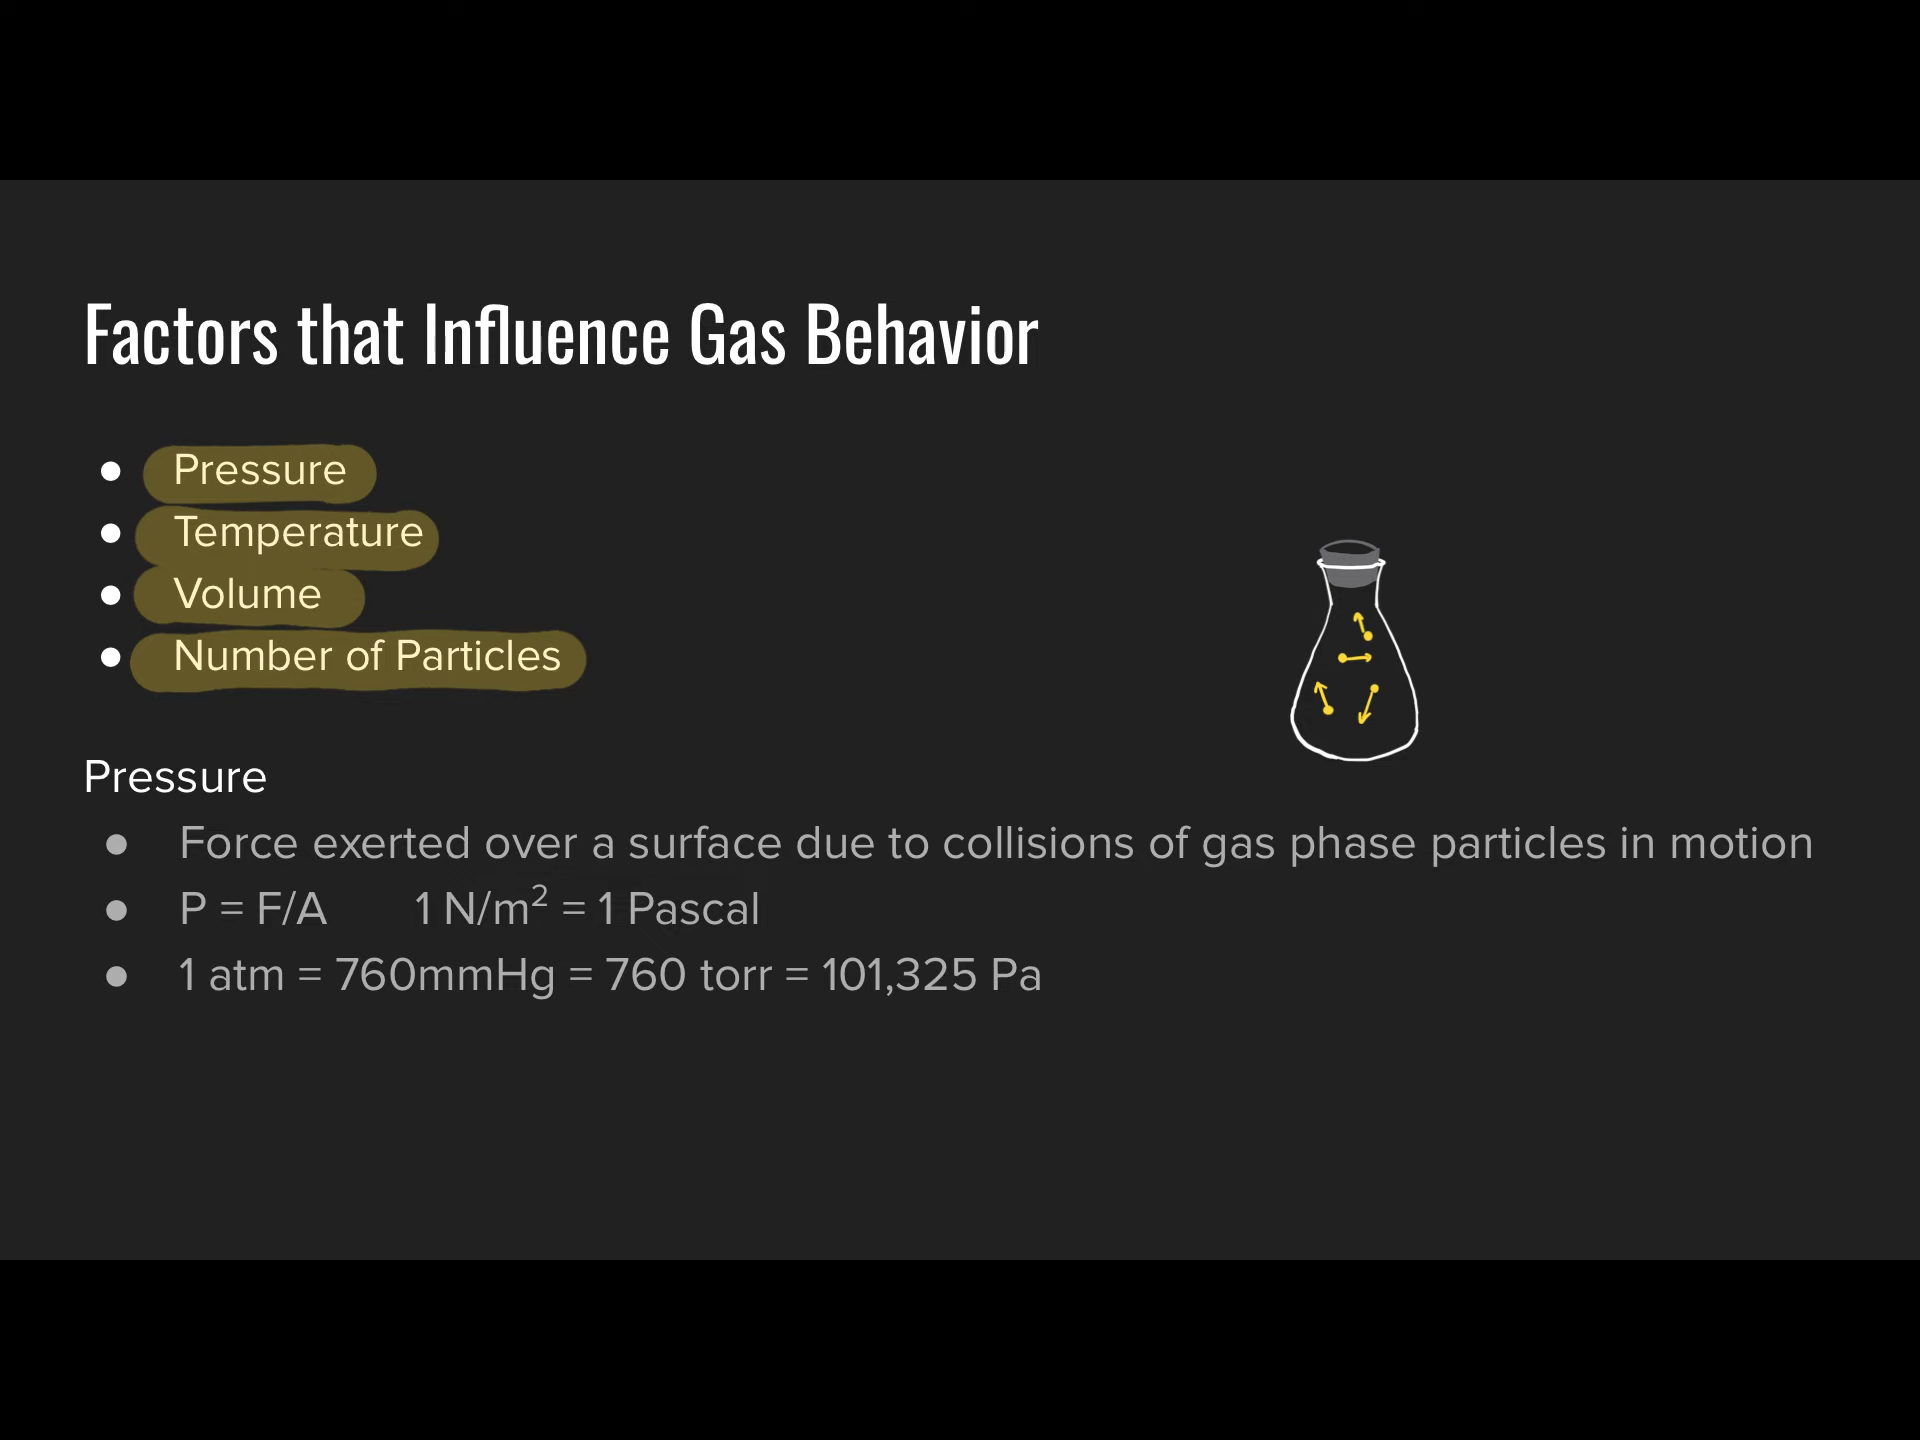 Factors that Influence Gas Behavior
● Pressure
● Temperature
● Volume
● Number of Particles
Pressure
● Force exerted over a surface due to collisions of gas phase particles in motion
● P = F/A 1 N/m² = 1 Pascal
● 1 atm = 760mmHg = 760 torr = 101,325 Pa